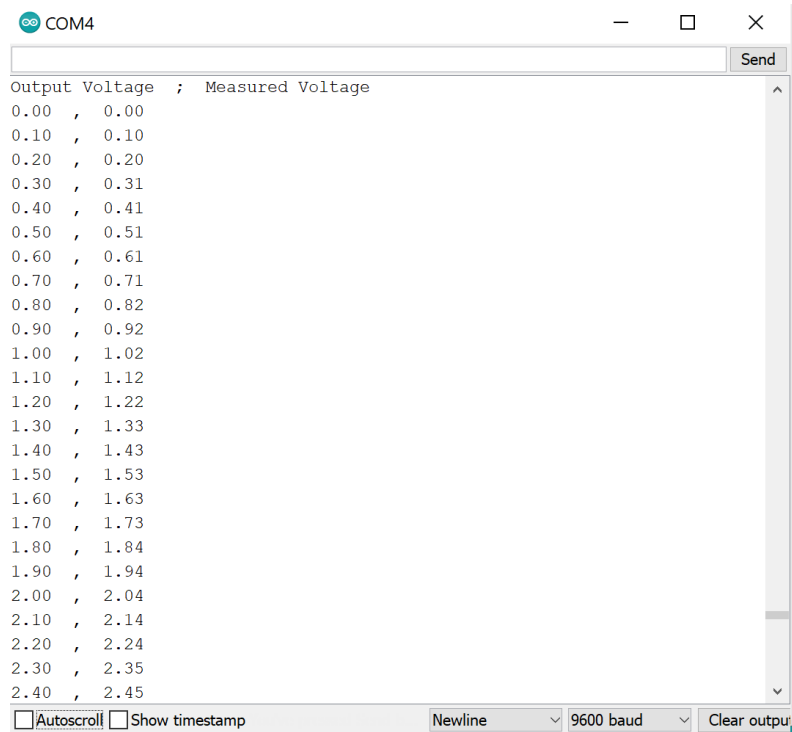 COM4
Send
Output Voltage  ;  Measured Voltage
0.00  ,  0.00
0.10  ,  0.10
0.20  ,  0.20
0.30  ,  0.31
0.40  ,  0.41
0.50  ,  0.51
0.60  ,  0.61
0.70  ,  0.71
0.80  ,  0.82
0.90  ,  0.92
1.00  ,  1.02
1.10  ,  1.12
1.20  ,  1.22
1.30  ,  1.33
1.40  ,  1.43
1.50  ,  1.53
1.60  ,  1.63
1.70  ,  1.73
1.80  ,  1.84
1.90  ,  1.94
2.00  ,  2.04
2.10  ,  2.14
2.20  ,  2.24
2.30  ,  2.35
2.40  ,  2.45
Autoscroll Show timestamp Newline 9600 baud Clear outpu